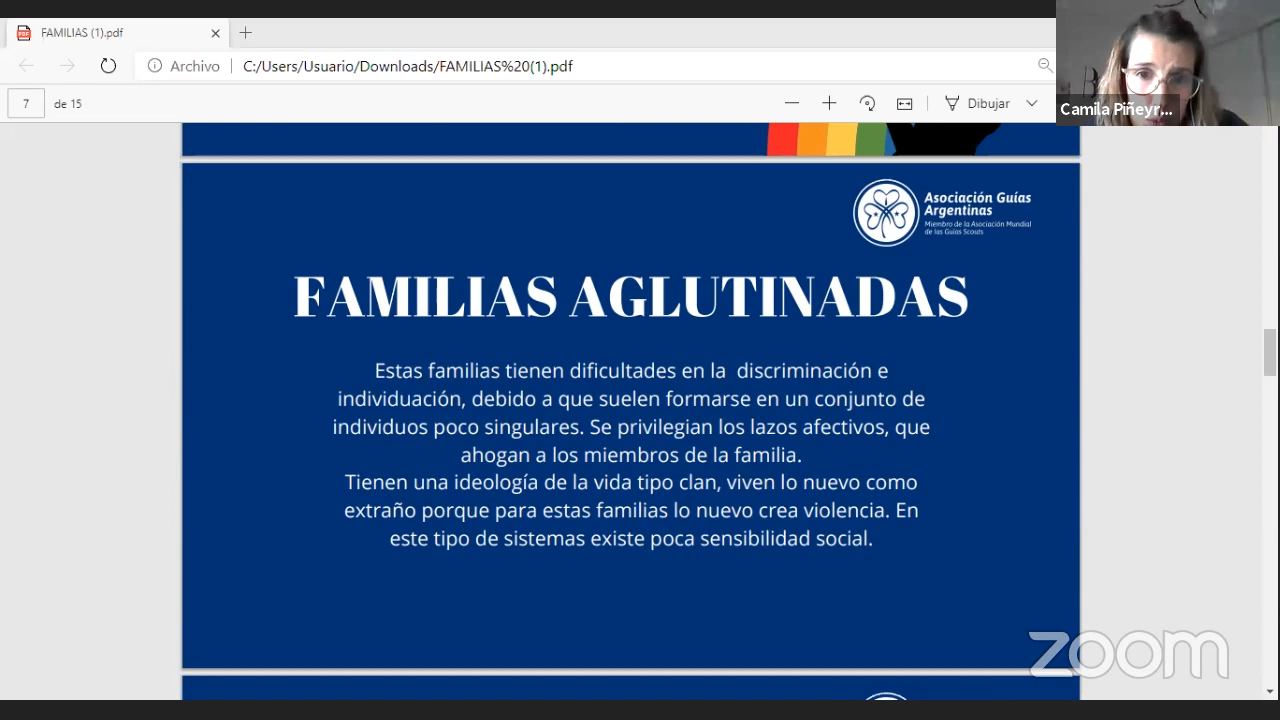 FAMILIAS (1).pdf
Archivo
C:/Users/Usuario/Downloads/FAMILIAS%20(1).pdf
7 de 15
Dibujar
Camila Piñeyr...
Asociación Guías
Argentinas
Miembro de la Asociación Mundial
de las Guías Scouts
FAMILIAS AGLUTINADAS
Estas familias tienen dificultades en la  discriminación e
individuación, debido a que suelen formarse en un conjunto de
individuos poco singulares. Se privilegian los lazos afectivos, que
ahogan a los miembros de la familia.
Tienen una ideología de la vida tipo clan, viven lo nuevo como
extraño porque para estas familias lo nuevo crea violencia. En
este tipo de sistemas existe poca sensibilidad social.
zoom